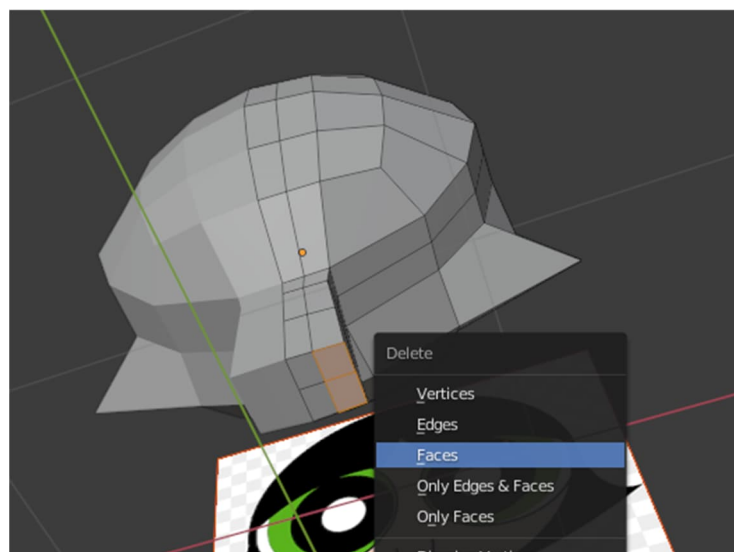 Delete
Vertices
Edges
Faces
Only Edges & Faces
Only Faces